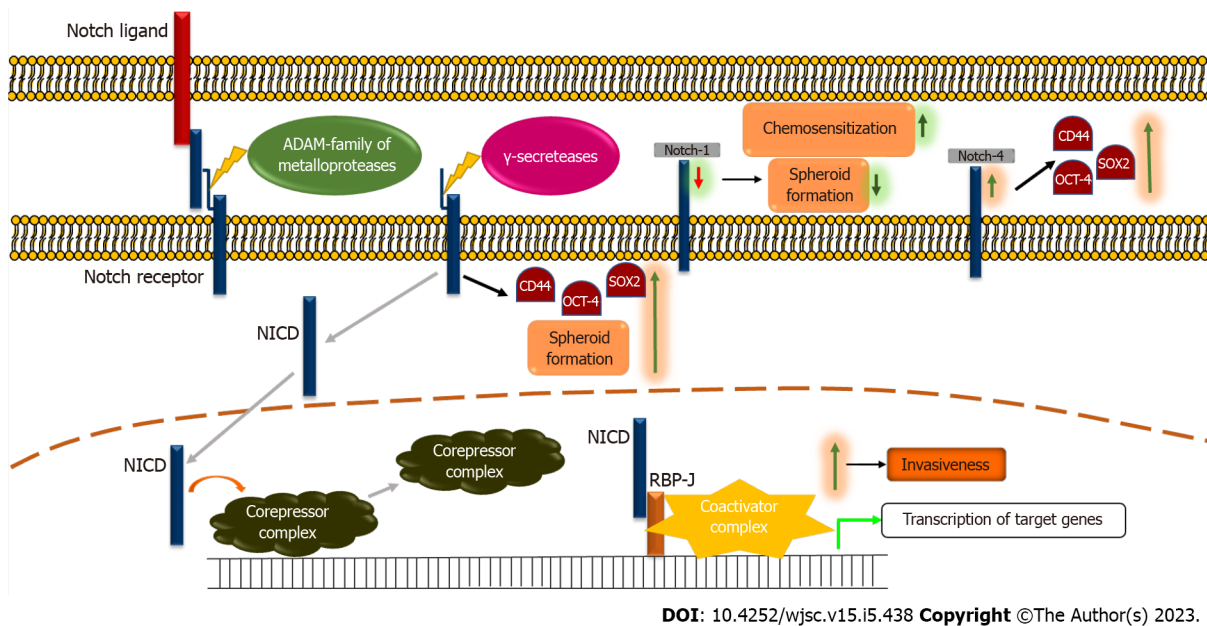 Notch ligand
ADAM-family of
metalloproteases
γ-secreteases
Notch-1
Chemosensitization
Spheroid
formation
Notch-4
CD44
OCT-4
SOX2
Notch receptor
CD44
OCT-4
SOX2
Spheroid
formation
NICD
NICD
Corepressor
complex
Corepressor
complex
NICD
RBP-J
Coactivator
complex
Invasiveness
Transcription of target genes
DOI: 10.4252/wjsc.v15.i5.438 Copyright ©The Author(s) 2023.